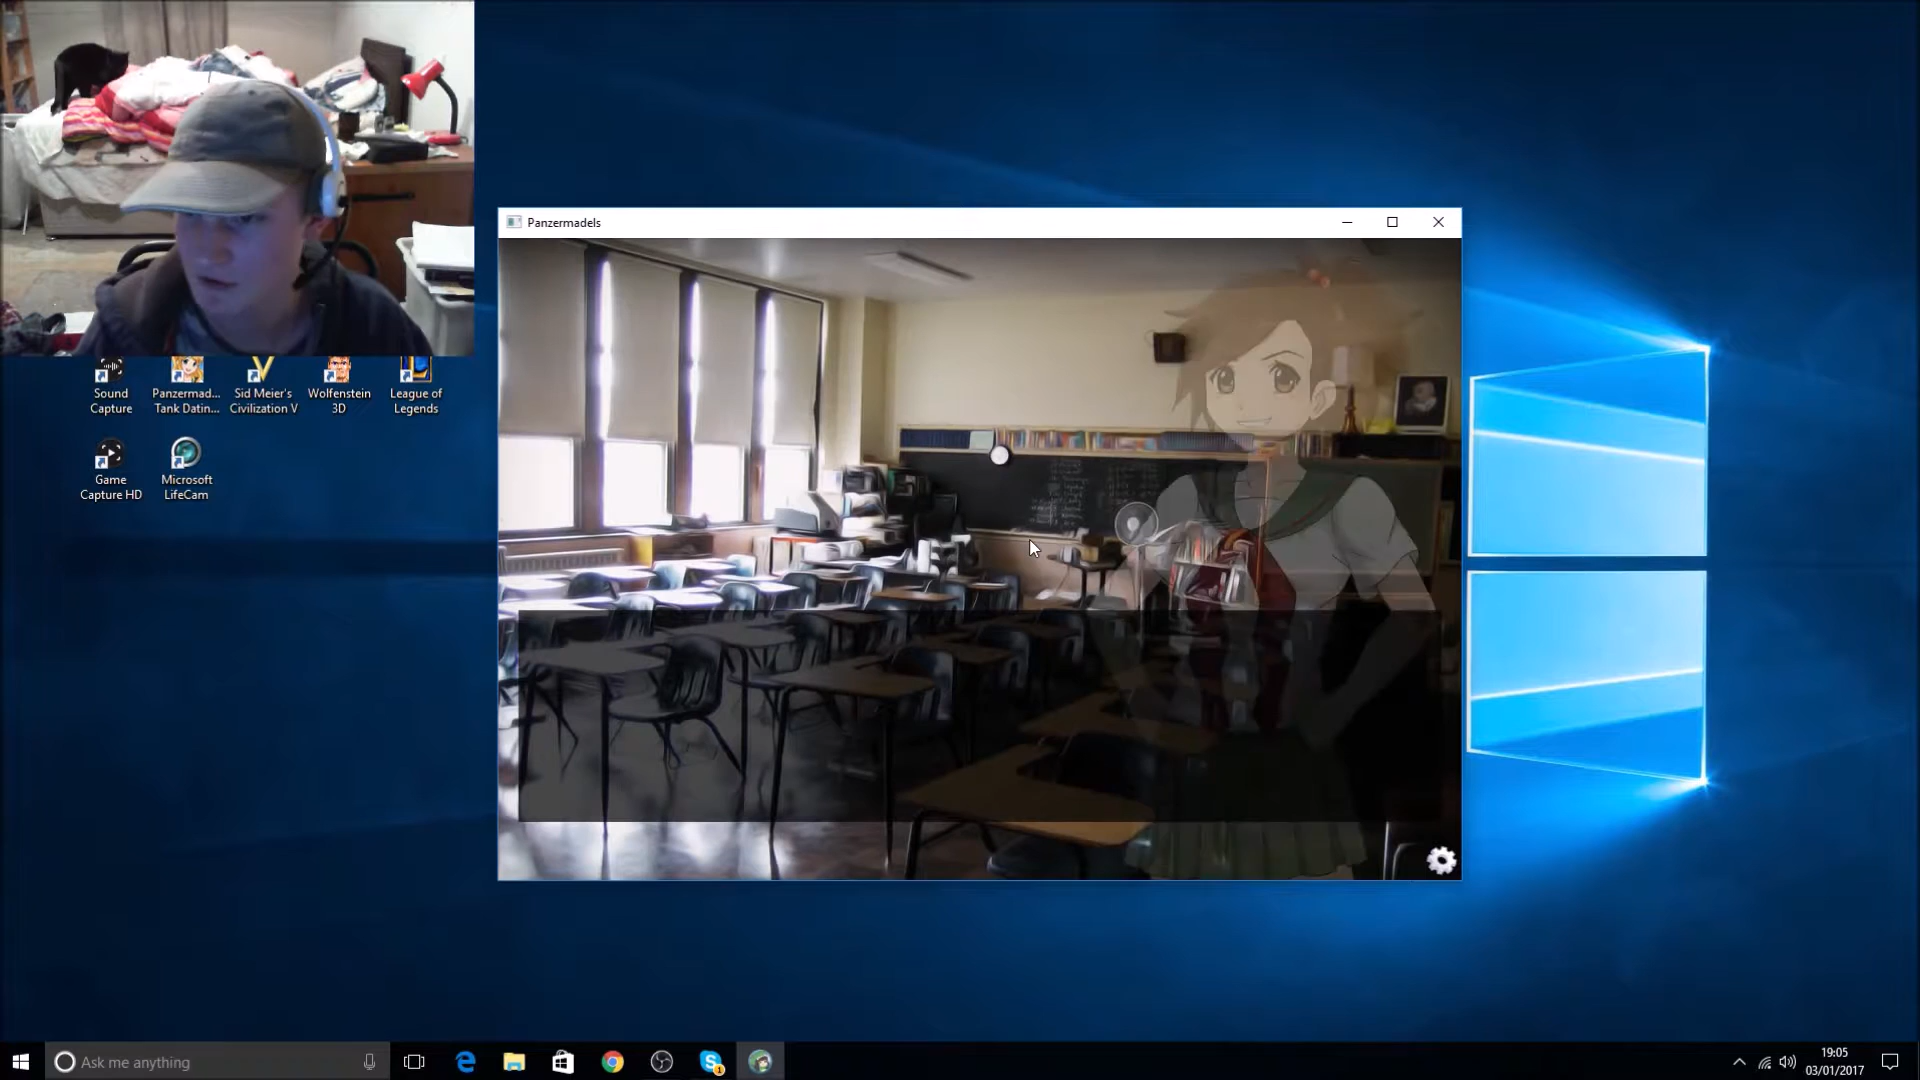 Panzermadels
Sound
Capture
Panzermad...
Tank Datin...
Sid Meier's
Civilization V
Wolfenstein
3D
League of
Legends
Game
Capture HD
Microsoft
LifeCam
Ask me anything
19:05
03/01/2017